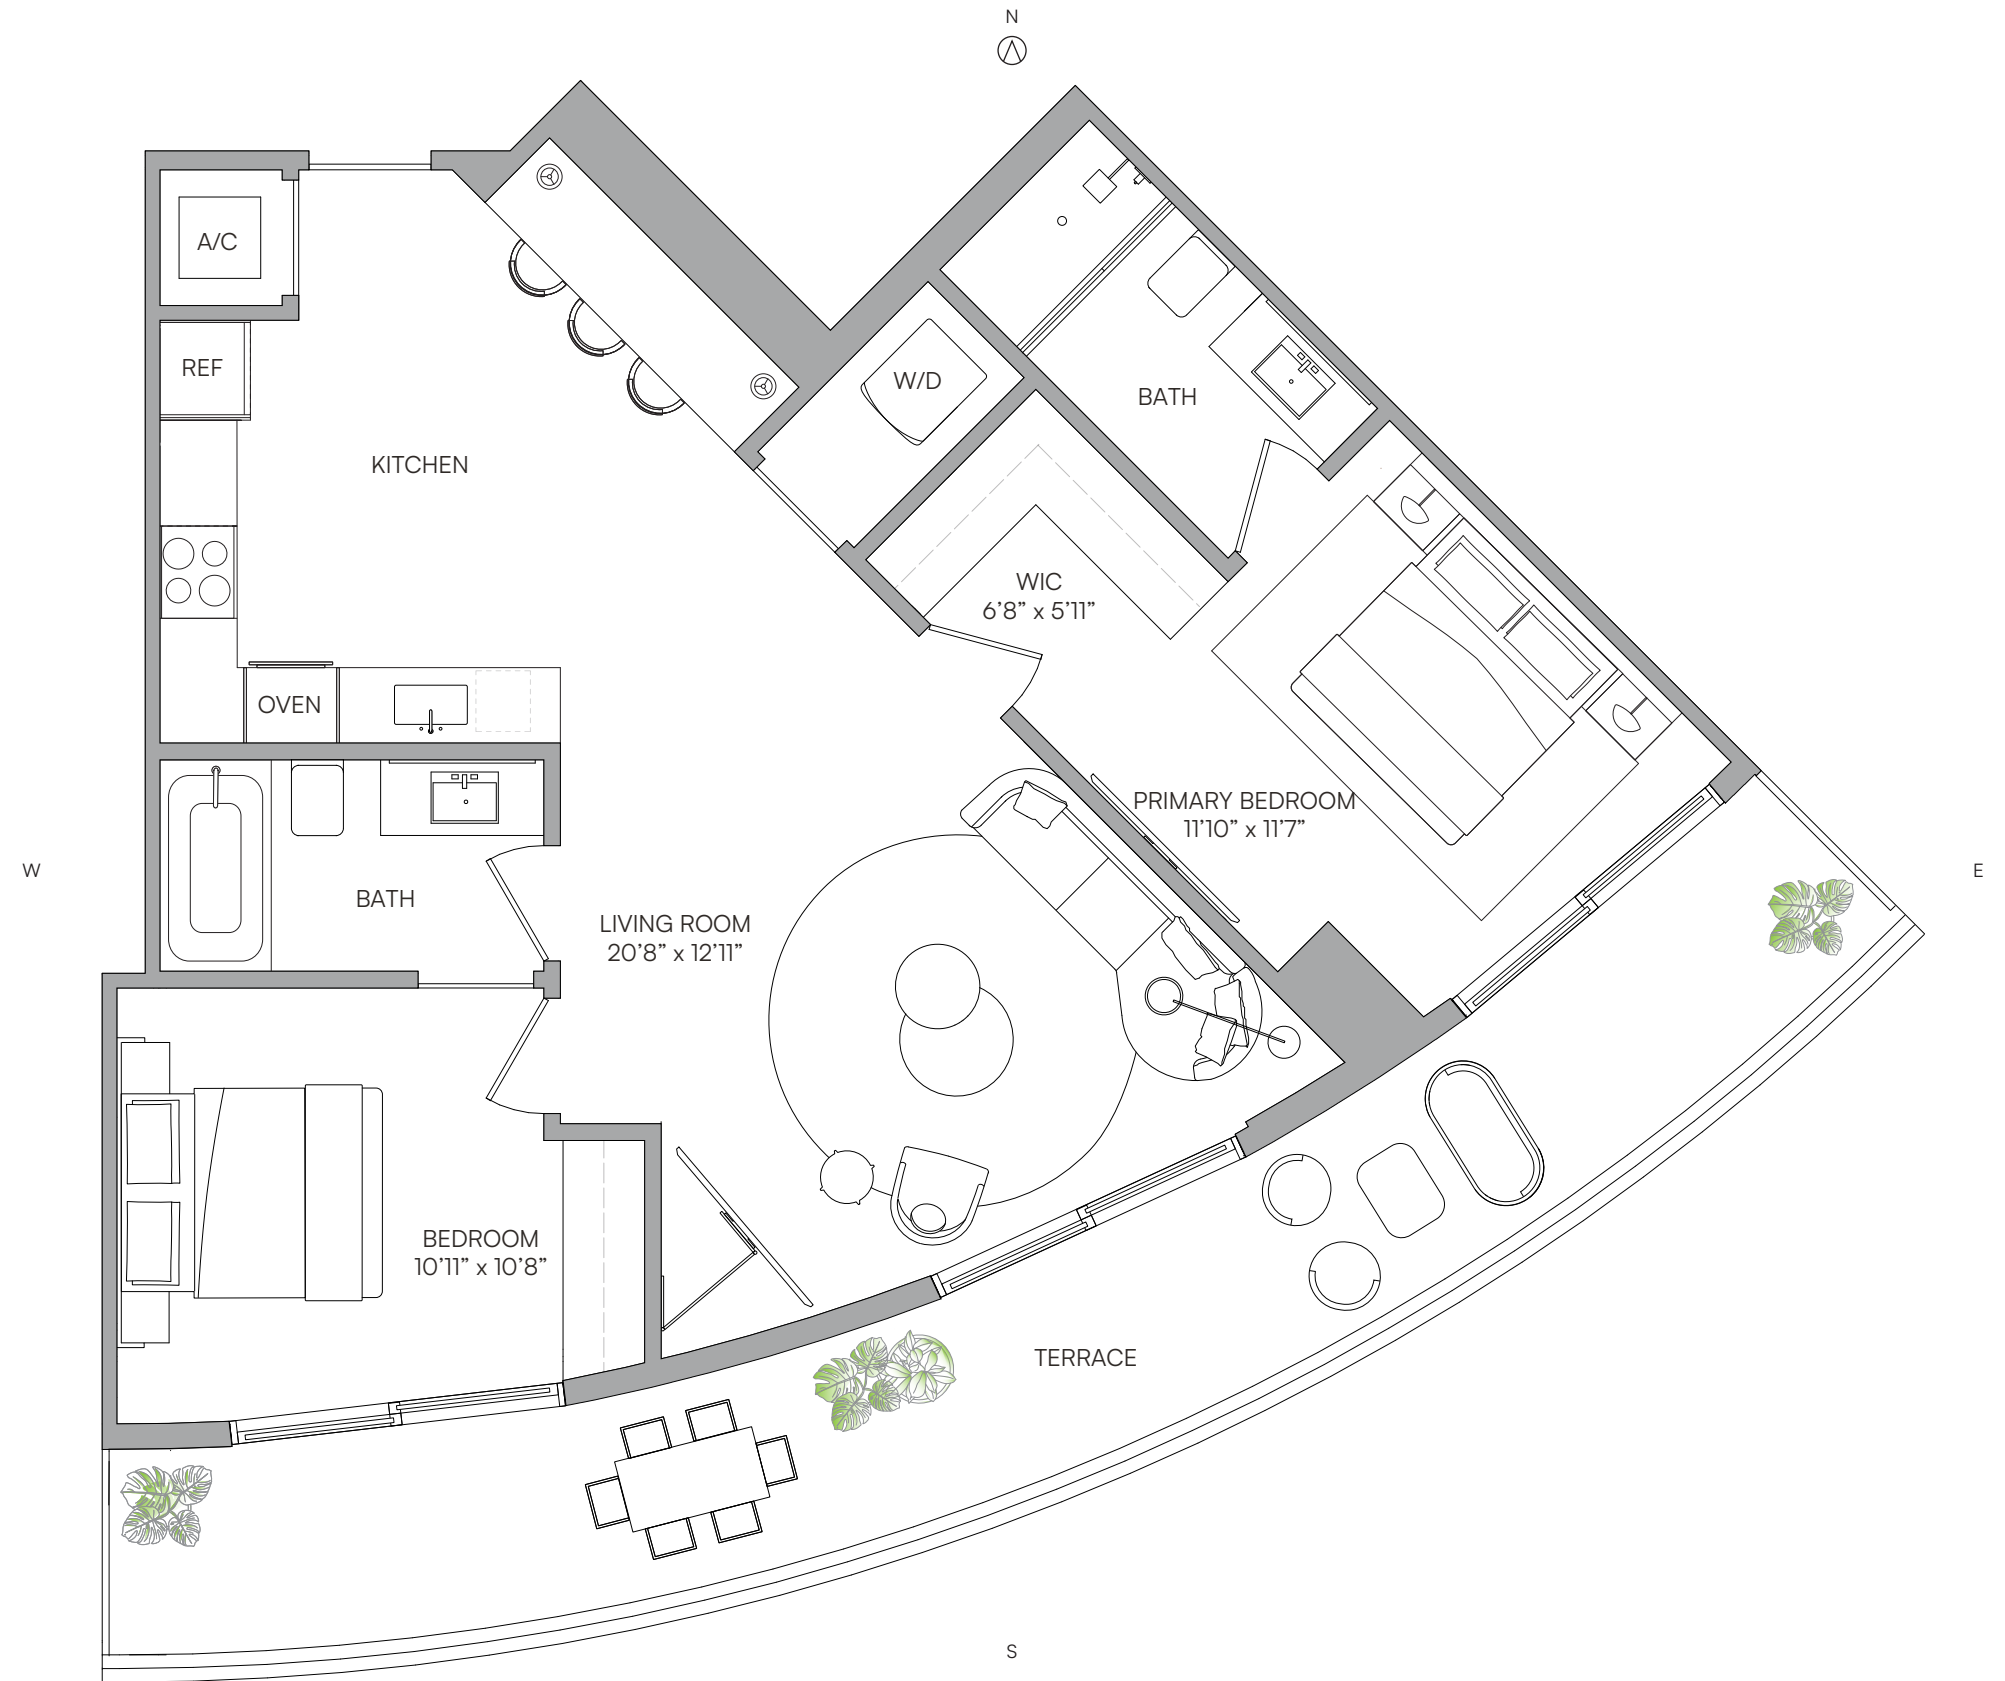 N
A/C
REF
W/D
BATH
KITCHEN
WIC
6’8” x 5’11”
OVEN
PRIMARY BEDROOM
11’10” x 11’7”
W
E
BATH
LIVING ROOM
20’8” x 12’11”
BEDROOM
10’11” x 10’8”
TERRACE
S